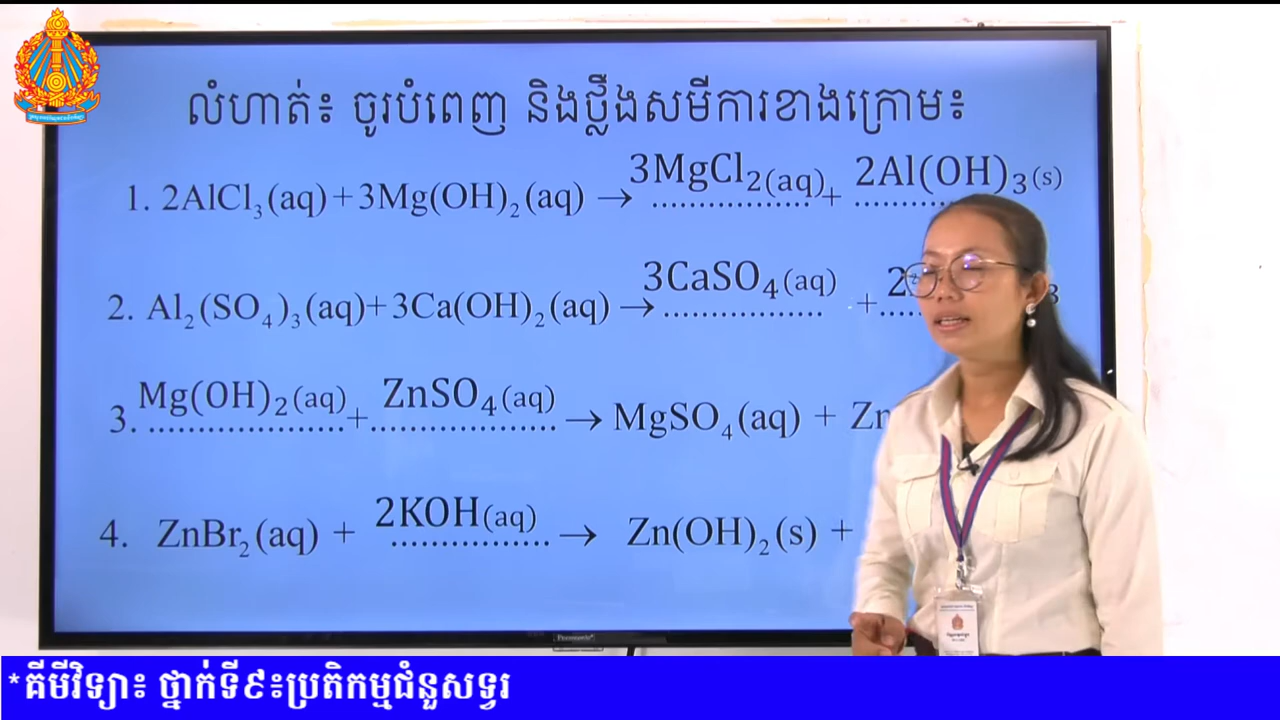 លំហាត់៖ ចូរបំពេញ និងថ្លឹងសមីការខាងក្រោម៖
1. 2AlCl₃(aq) + 3Mg(OH)₂(aq) → 3MgCl₂(aq) + 2Al(OH)₃(s)
2. Al₂(SO₄)₃(aq) + 3Ca(OH)₂(aq) → 3CaSO₄(aq) + 2
3. Mg(OH)₂(aq) + ZnSO₄(aq) → MgSO₄(aq) + Zn
4. ZnBr₂(aq) + 2KOH(aq) → Zn(OH)₂(s) +
*គីមីវិទ្យា៖ ថ្នាក់ទី៩៖ប្រតិកម្មជំនួសទ្វរ